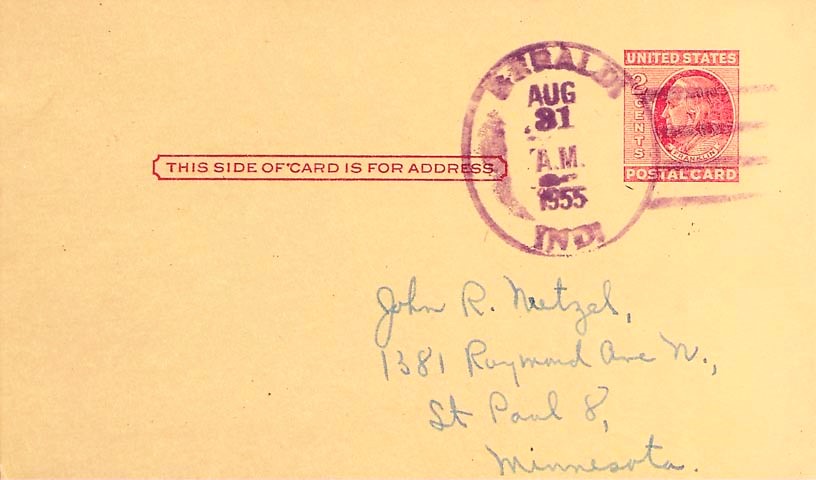 UNITED STATES
2 CENTS
FRANKLIN
POSTAL CARD
GERALD
AUG
31
A.M.
1955
IND.
THIS SIDE OF CARD IS FOR ADDRESS
John R. Metzel,
1381 Raymond Ave N.,
St Paul 8,
Minnesota.